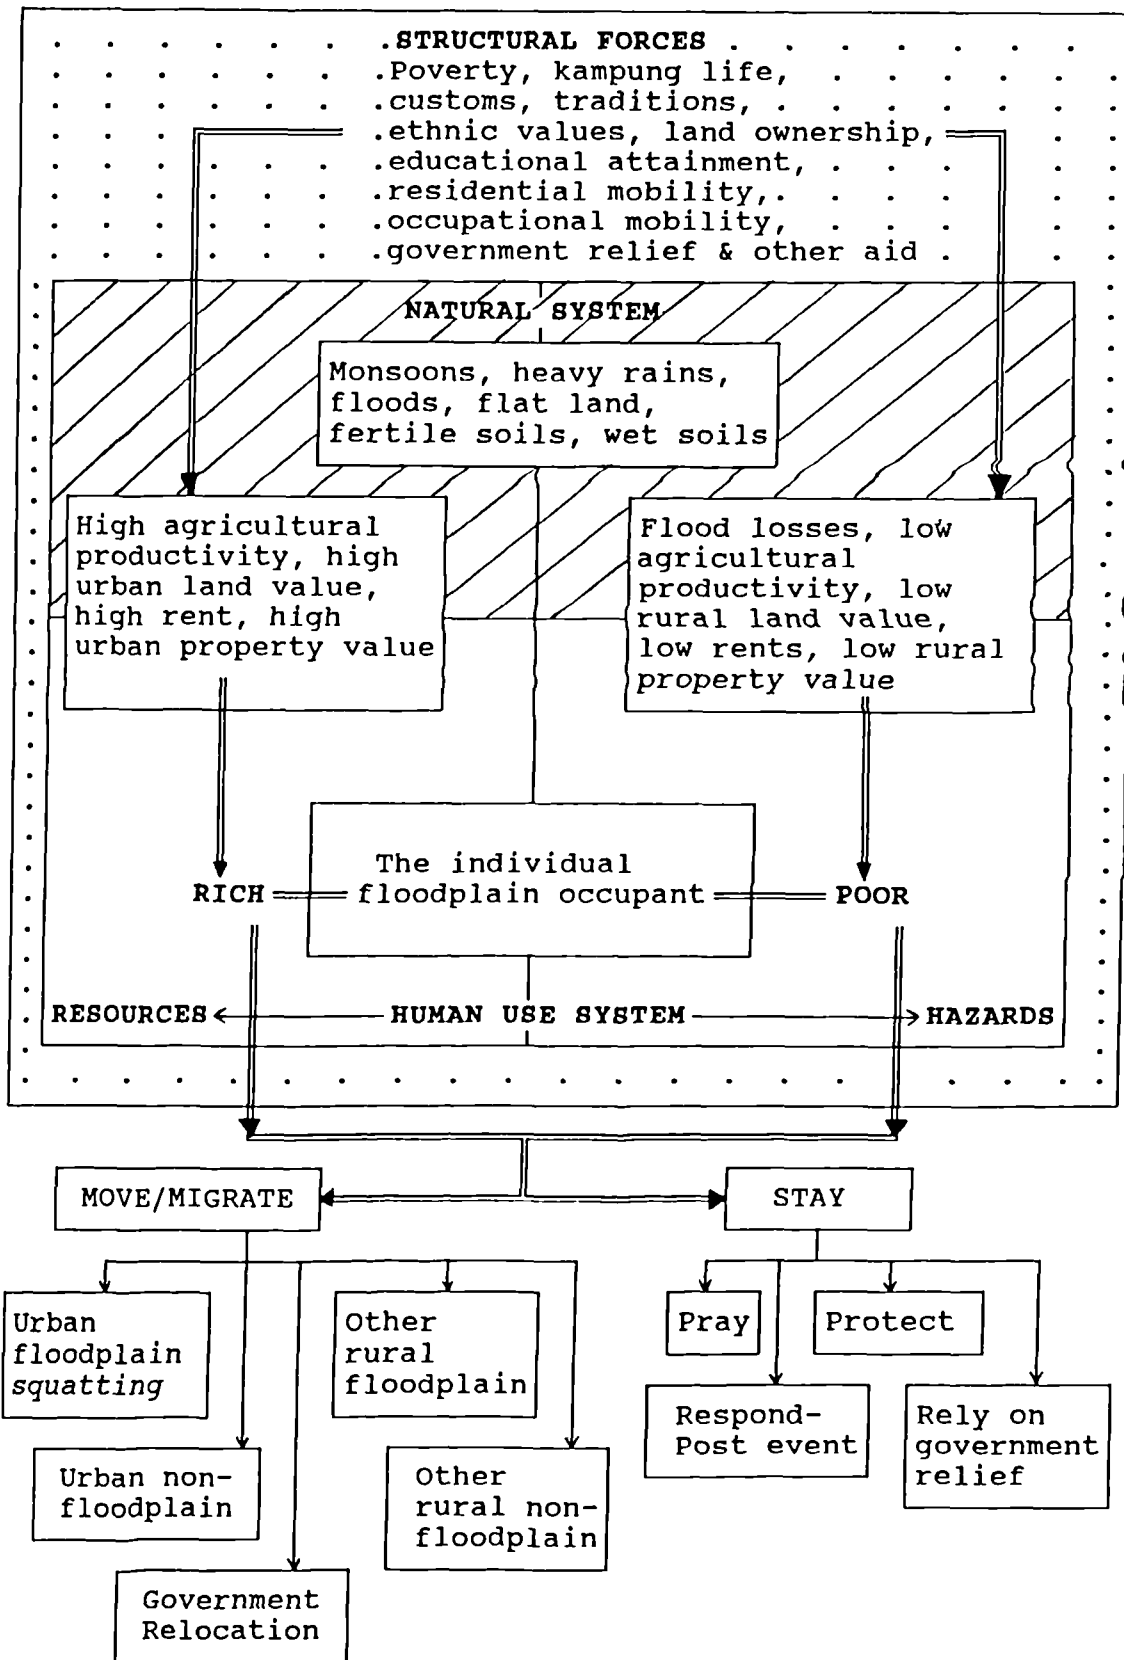 STRUCTURAL FORCES
Poverty, kampung life,
customs, traditions,
ethnic values, land ownership,
educational attainment,
residential mobility,
occupational mobility,
government relief & other aid
NATURAL SYSTEM
Monsoons, heavy rains,
floods, flat land,
fertile soils, wet soils
High agricultural
productivity, high
urban land value,
high rent, high
urban property value
Flood losses, low
agricultural
productivity, low
rural land value,
low rents, low rural
property value
The individual
floodplain occupant
RICH
POOR
RESOURCES
HUMAN USE SYSTEM
HAZARDS
MOVE/MIGRATE
STAY
Urban
floodplain
squatting
Other
rural
floodplain
Pray
Protect
Respond-
Post event
Rely on
government
relief
Urban non-
floodplain
Other
rural non-
floodplain
Government
Relocation